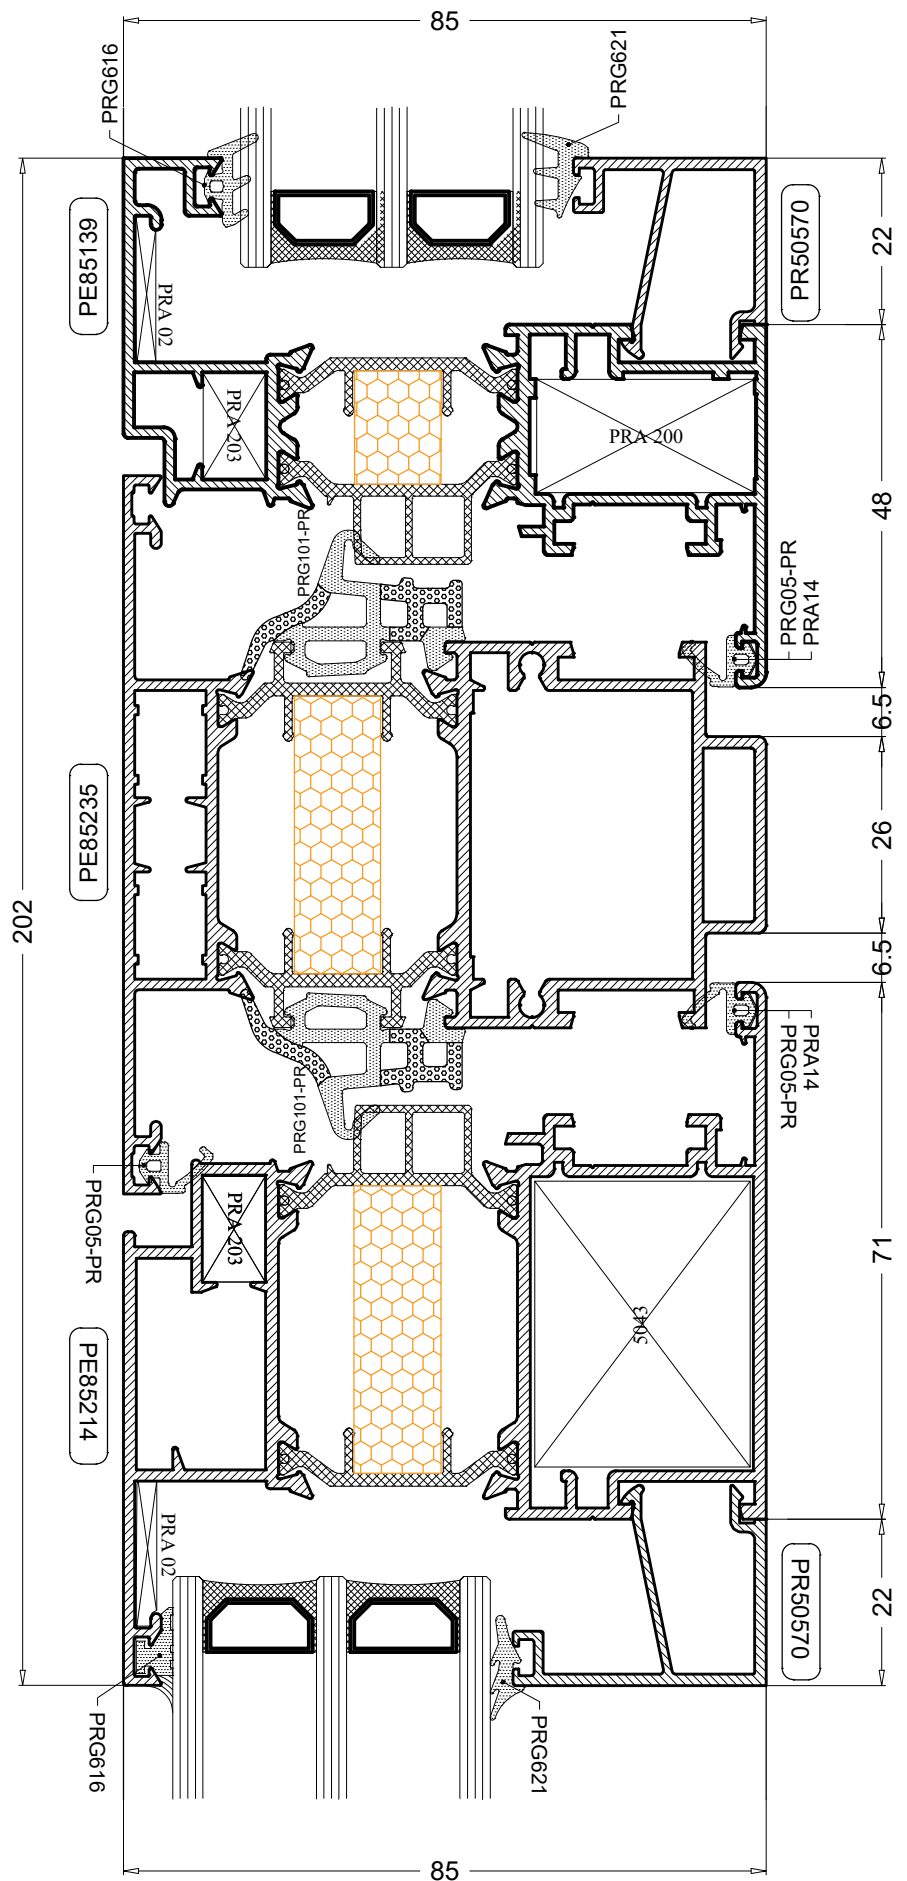 85
PRG616
PRG621
PE85139
PR50570
22
PRA 02
PRA 203
PRA 200
48
PRG101-PR
PRG05-PR
PRA14
6.5
PE85235
26
202
6.5
PRA14
PRG05-PR
PRG101-PR
PRG05-PR
PRA 203
71
5043
PE85214
PRA 02
PR50570
22
PRG616
PRG621
85